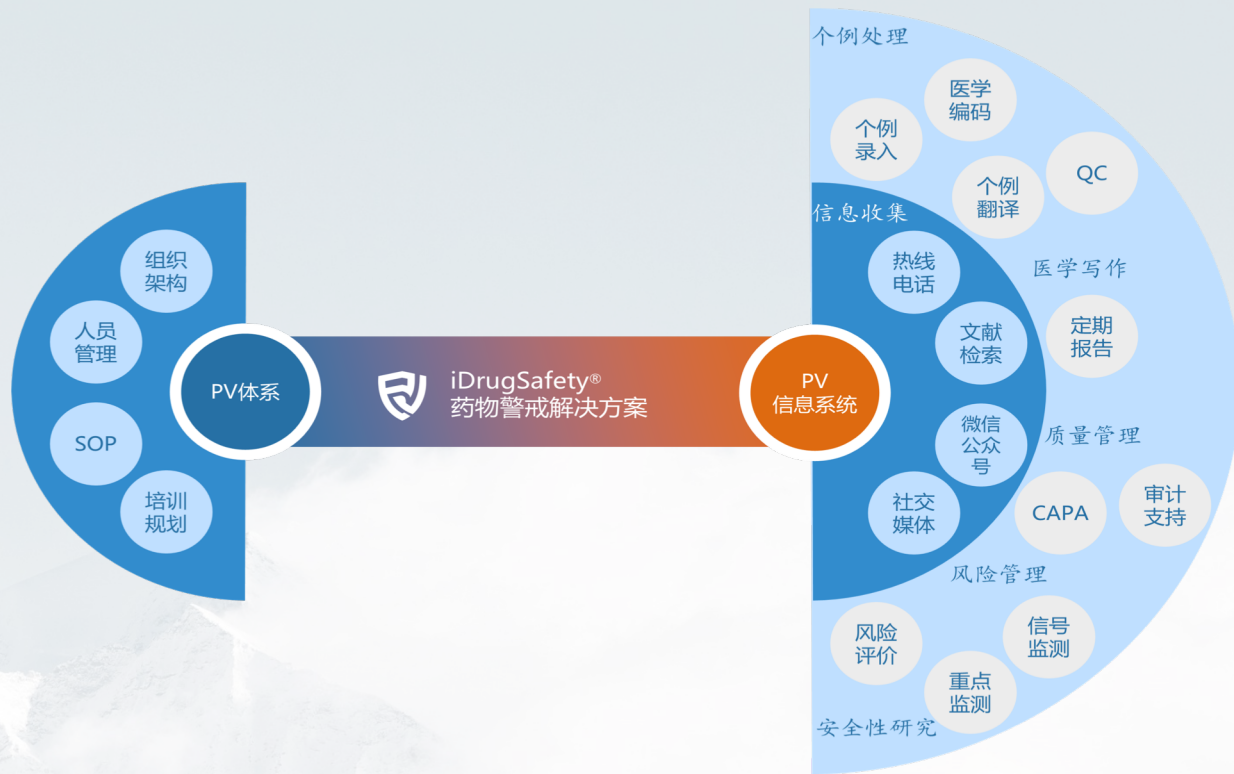 组织
架构
人员
管理
SOP
培训
规划
PV体系
iDrugSafety®
药物警戒解决方案
PV
信息系统
信息收集
热线
电话
文献
检索
微信
公众
号
社交
媒体
个例处理
个例
录入
医学
编码
个例
翻译
QC
医学写作
定期
报告
质量管理
CAPA
审计
支持
风险管理
风险
评价
信号
监测
重点
监测
安全性研究